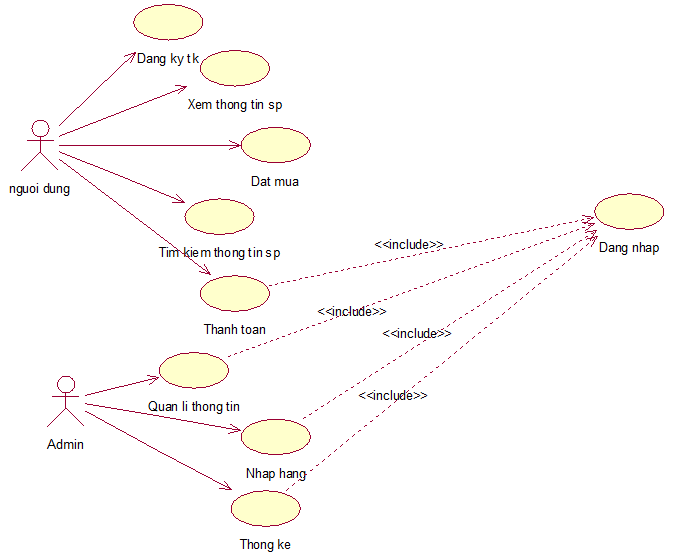 Dang ky tk
Xem thong tin sp
nguoi dung
Dat mua
Tim kiem thong tin sp
<<include>>
Dang nhap
Thanh toan
<<include>>
<<include>>
Quan li thong tin
<<include>>
Admin
Nhap hang
Thong ke